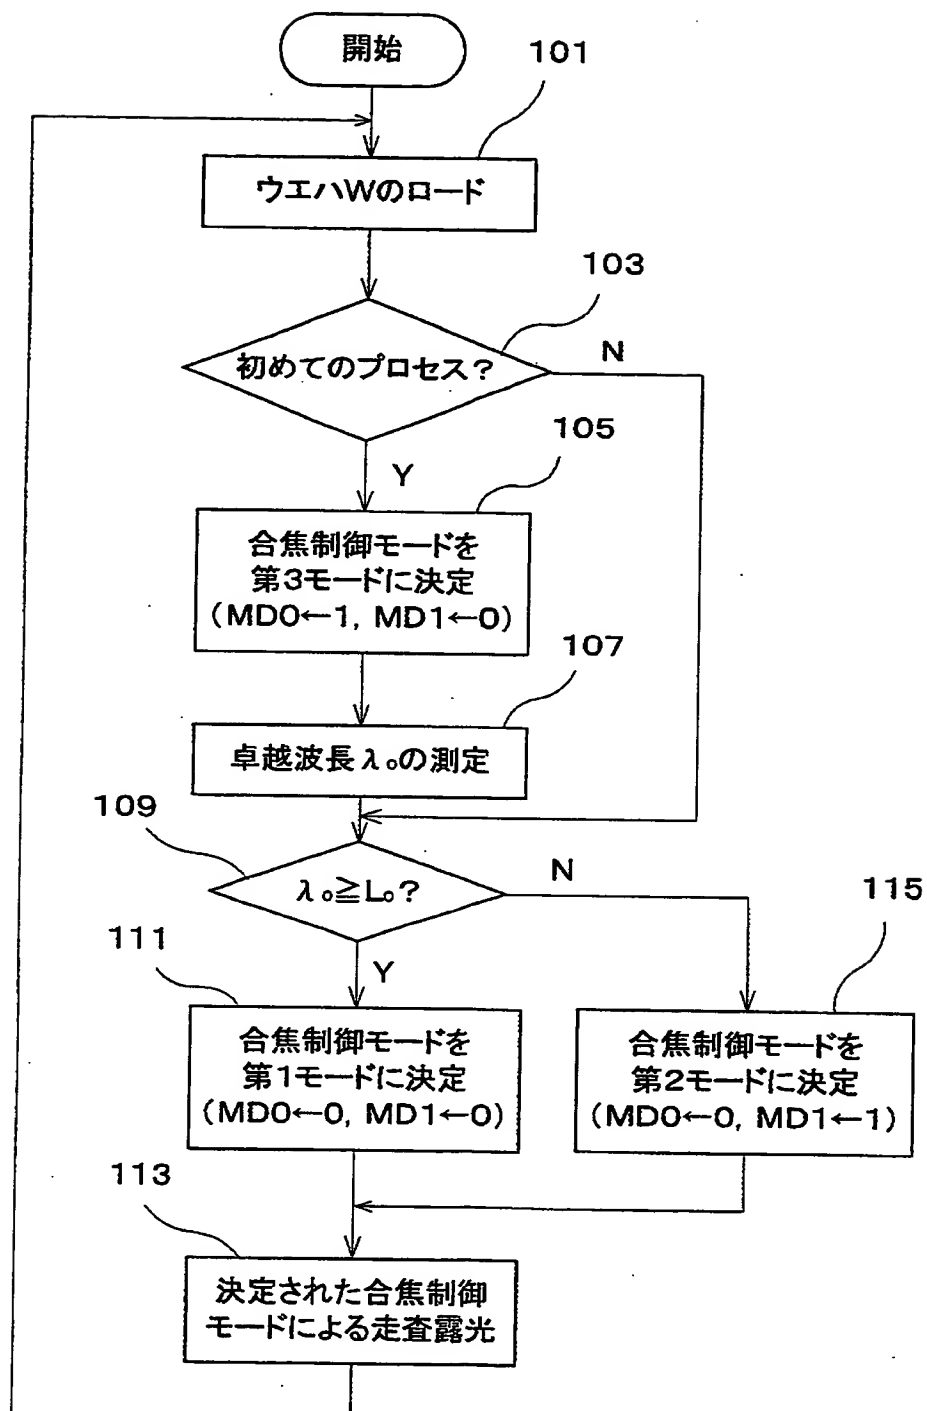 開始
101
ウエハWのロード
103
初めてのプロセス?
N
105
Y
合焦制御モードを
第3モードに決定
(MD0←1, MD1←0)
107
卓越波長λ₀の測定
109
λ₀≧L₀?
N
115
111
Y
合焦制御モードを
第1モードに決定
(MD0←0, MD1←0)
合焦制御モードを
第2モードに決定
(MD0←0, MD1←1)
113
決定された合焦制御
モードによる走査露光